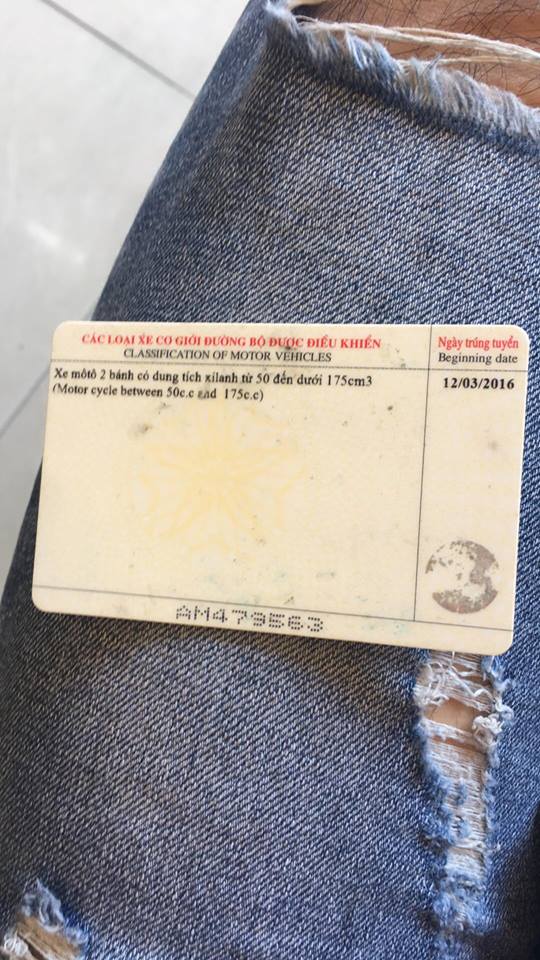 CÁC LOẠI XE CƠ GIỚI ĐƯỜNG BỘ ĐƯỢC ĐIỀU KHIỂN
CLASSIFICATION OF MOTOR VEHICLES
Ngày trúng tuyển
Beginning date
Xe môtô 2 bánh có dung tích xilanh từ 50 đến dưới 175cm3
(Motor cycle between 50c.c and 175c.c)
12/03/2016
AM479563